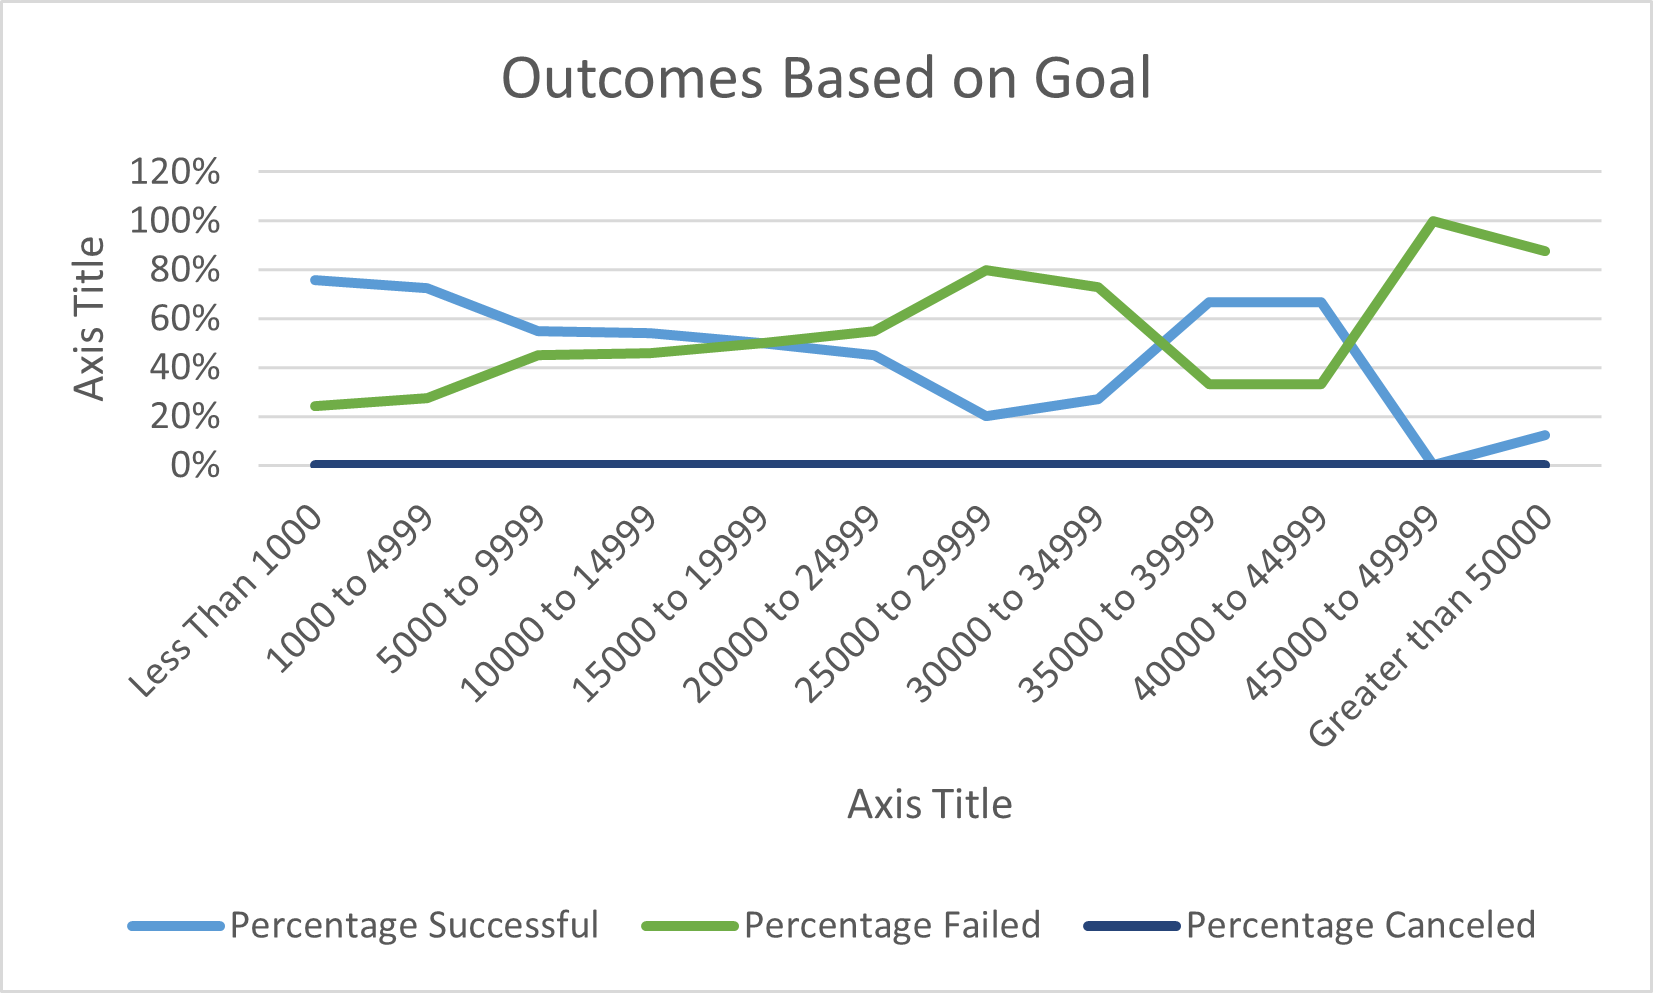 Outcomes Based on Goal
120%
100%
80%
60%
40%
20%
0%
Axis Title
Less Than 1000
1000 to 4999
5000 to 9999
10000 to 14999
15000 to 19999
20000 to 24999
25000 to 29999
30000 to 34999
35000 to 39999
40000 to 44999
45000 to 49999
Greater than 50000
Axis Title
Percentage Successful
Percentage Failed
Percentage Canceled